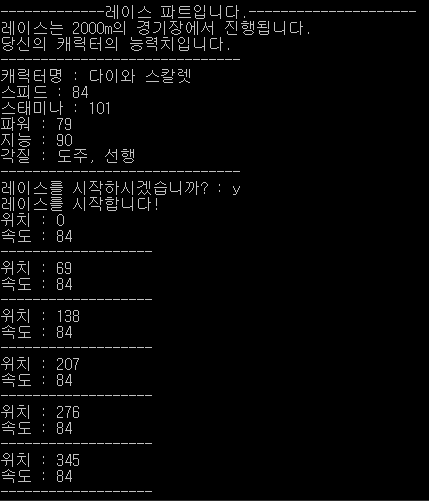 -------------레이스 파트입니다.---------------------
레이스는 2000m의 경기장에서 진행됩니다.
당신의 캐릭터의 능력치입니다.
------------------------------
캐릭터명 : 다이와 스칼렛
스피드 : 84
스태미나 : 101
파워 : 79
지능 : 90
각질 : 도주, 선행
------------------------------
레이스를 시작하시겠습니까? : y
레이스를 시작합니다!
위치 : 0
속도 : 84
-------------------
위치 : 69
속도 : 84
-------------------
위치 : 138
속도 : 84
-------------------
위치 : 207
속도 : 84
-------------------
위치 : 276
속도 : 84
-------------------
위치 : 345
속도 : 84
-------------------